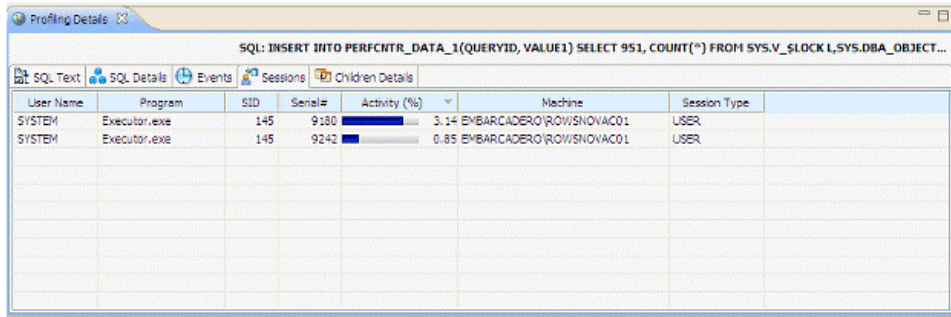 Profiling Details
SQL: INSERT INTO PERFCNTR_DATA_1(QUERYID, VALUE1) SELECT 951, COUNT(*) FROM SYS.V_$LOCK L,SYS.DBA_OBJECT...
SQL Text SQL Details Events Sessions Children Details
User Name Program SID Serial# Activity (%) Machine Session Type
SYSTEM Executor.exe 145 9180 3.14 EMBARCADERO\ROWSNOVAC01 USER
SYSTEM Executor.exe 145 9242 0.85 EMBARCADERO\ROWSNOVAC01 USER